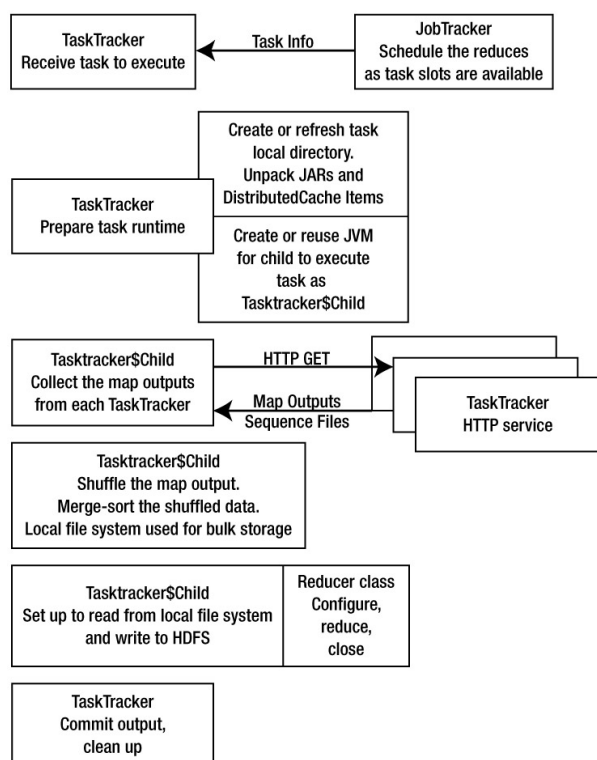 TaskTracker
Receive task to execute
Task Info
JobTracker
Schedule the reduces
as task slots are available
TaskTracker
Prepare task runtime
Create or refresh task
local directory.
Unpack JARs and
DistributedCache Items
Create or reuse JVM
for child to execute
task as
Tasktracker$Child
Tasktracker$Child
Collect the map outputs
from each TaskTracker
HTTP GET
Map Outputs
Sequence Files
TaskTracker
HTTP service
Tasktracker$Child
Shuffle the map output.
Merge-sort the shuffled data.
Local file system used for bulk storage
Tasktracker$Child
Set up to read from local file system
and write to HDFS
Reducer class
Configure,
reduce,
close
TaskTracker
Commit output,
clean up